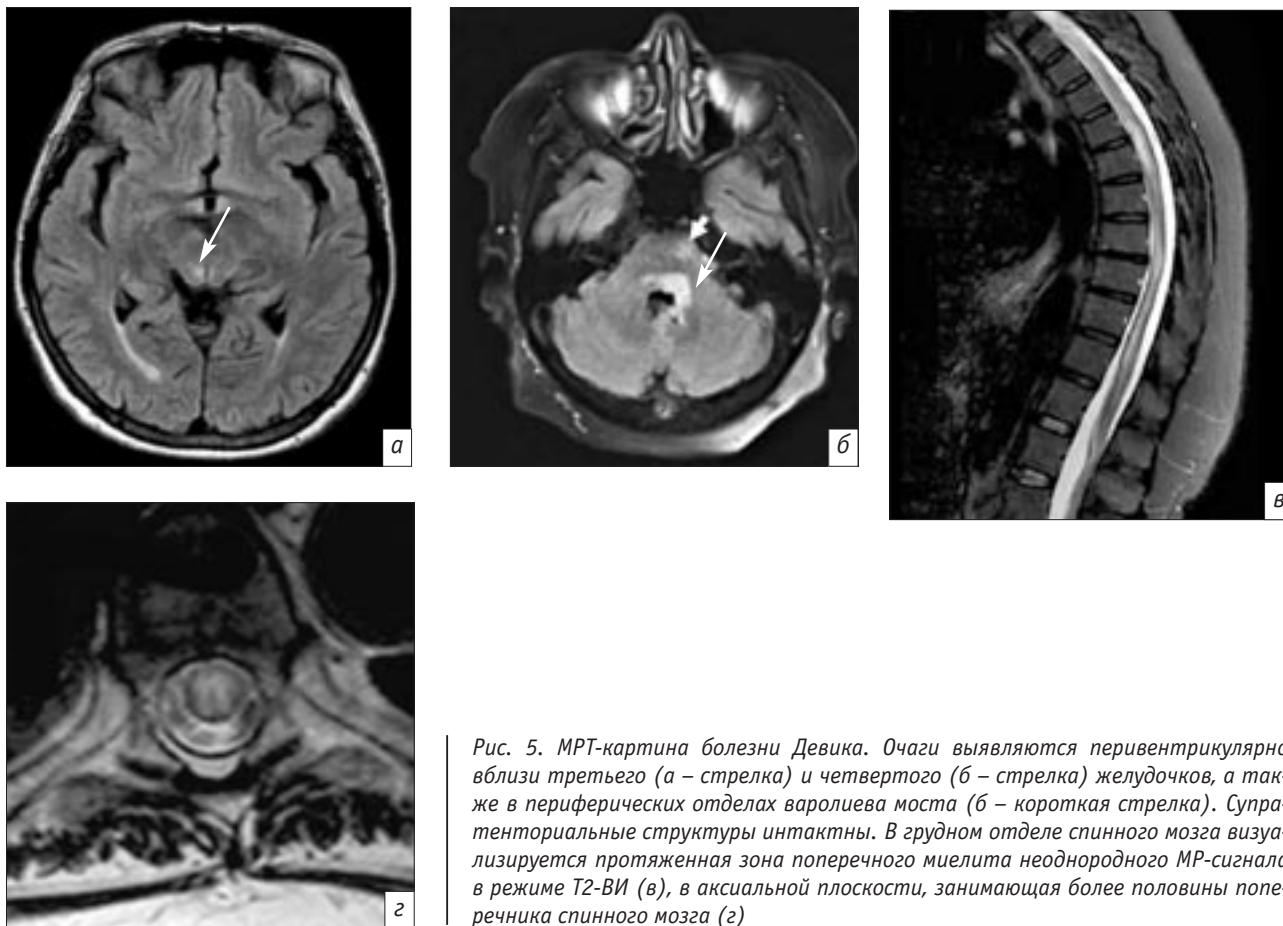 а
б
в
г
Рис. 5. МРТ-картина болезни Девика. Очаги выявляются перивентрикулярно
вблизи третьего (а – стрелка) и четвертого (б – стрелка) желудочков, а так-
же в периферических отделах варолиева моста (б – короткая стрелка). Супра-
тенториальные структуры интактны. В грудном отделе спинного мозга визуа-
лизируется протяженная зона поперечного миелита неоднородного МР-сигнала
в режиме Т2-ВИ (в), в аксиальной плоскости, занимающая более половины попе-
речника спинного мозга (г)